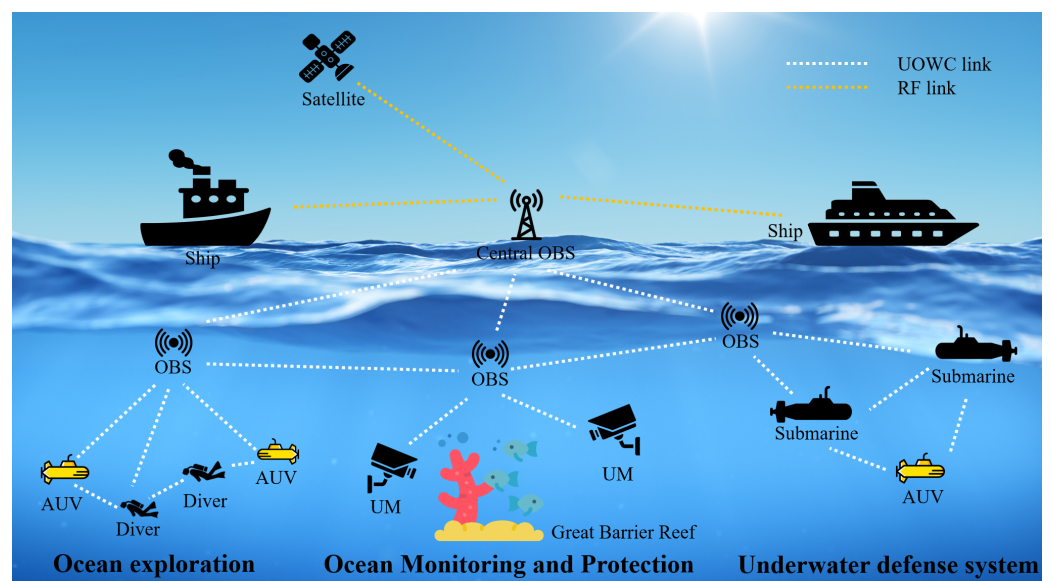 UOWC link
RF link
Satellite
Ship
Ship
Central OBS
OBS
OBS
OBS
Submarine
Submarine
AUV
AUV
Diver
Diver
UM
UM
AUV
Great Barrier Reef
Ocean exploration
Ocean Monitoring and Protection
Underwater defense system